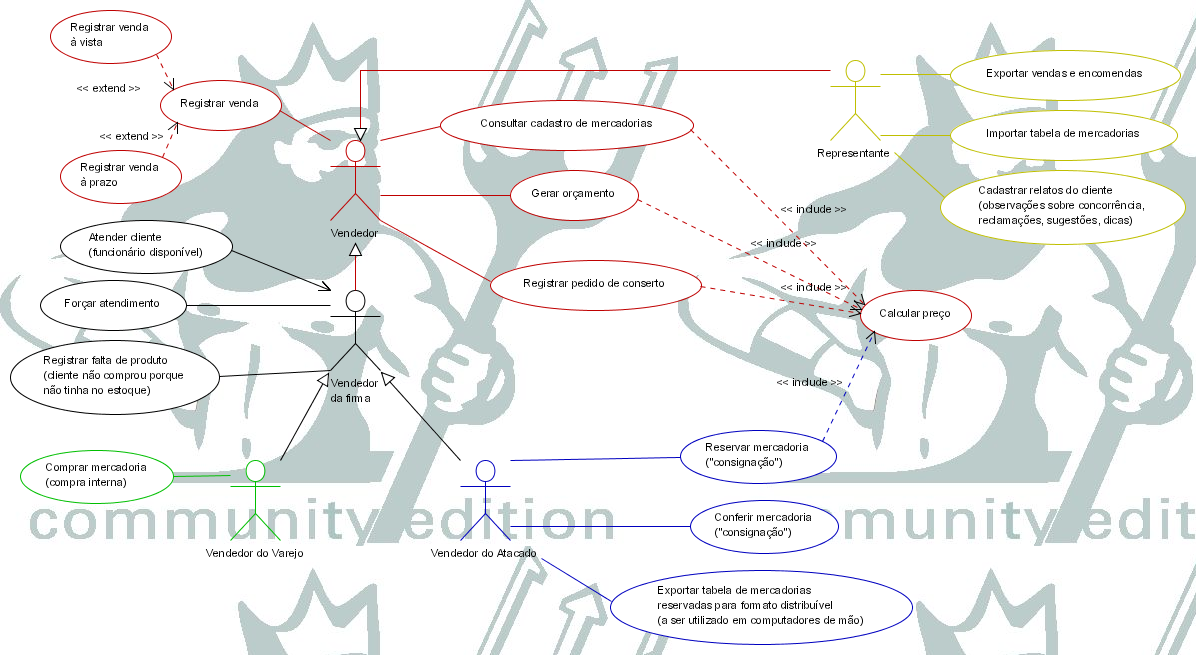 Registrar venda
à vista
<< extend >>
Registrar venda
<< extend >>
Registrar venda
à prazo
Consultar cadastro de mercadorias
Gerar orçamento
Vendedor
Registrar pedido de conserto
Exportar vendas e encomendas
Importar tabela de mercadorias
Representante
Cadastrar relatos do cliente
(observações sobre concorrência,
reclamações, sugestões, dicas)
<< include >>
<< include >>
<< include >>
Calcular preço
<< include >>
Atender cliente
(funcionário disponível)
Forçar atendimento
Registrar falta de produto
(cliente não comprou porque
não tinha no estoque)
Vendedor
da firma
Comprar mercadoria
(compra interna)
Vendedor do Varejo
Vendedor do Atacado
Reservar mercadoria
("consignação")
Conferir mercadoria
("consignação")
Exportar tabela de mercadorias
reservadas para formato distribuível
(a ser utilizado em computadores de mão)
community edition
mmunity edit